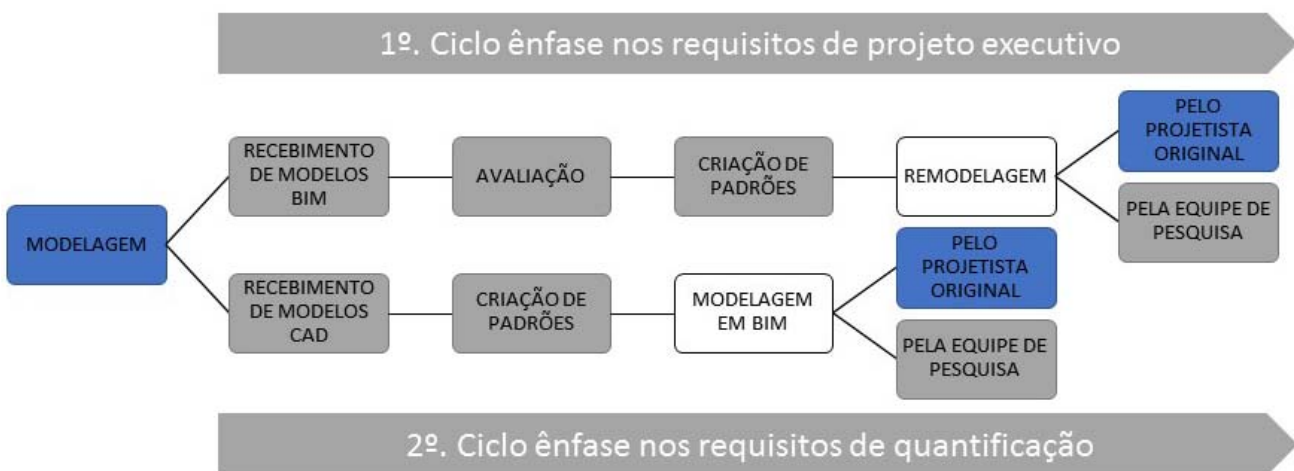 1º. Ciclo ênfase nos requisitos de projeto executivo
MODELAGEM
RECEBIMENTO
DE MODELOS
BIM
AVALIAÇÃO
CRIAÇÃO DE
PADRÕES
REMODELAGEM
PELO
PROJETISTA
ORIGINAL
PELA EQUIPE DE
PESQUISA
RECEBIMENTO
DE MODELOS
CAD
CRIAÇÃO DE
PADRÕES
MODELAGEM
EM BIM
PELO
PROJETISTA
ORIGINAL
PELA EQUIPE DE
PESQUISA
2º. Ciclo ênfase nos requisitos de quantificação